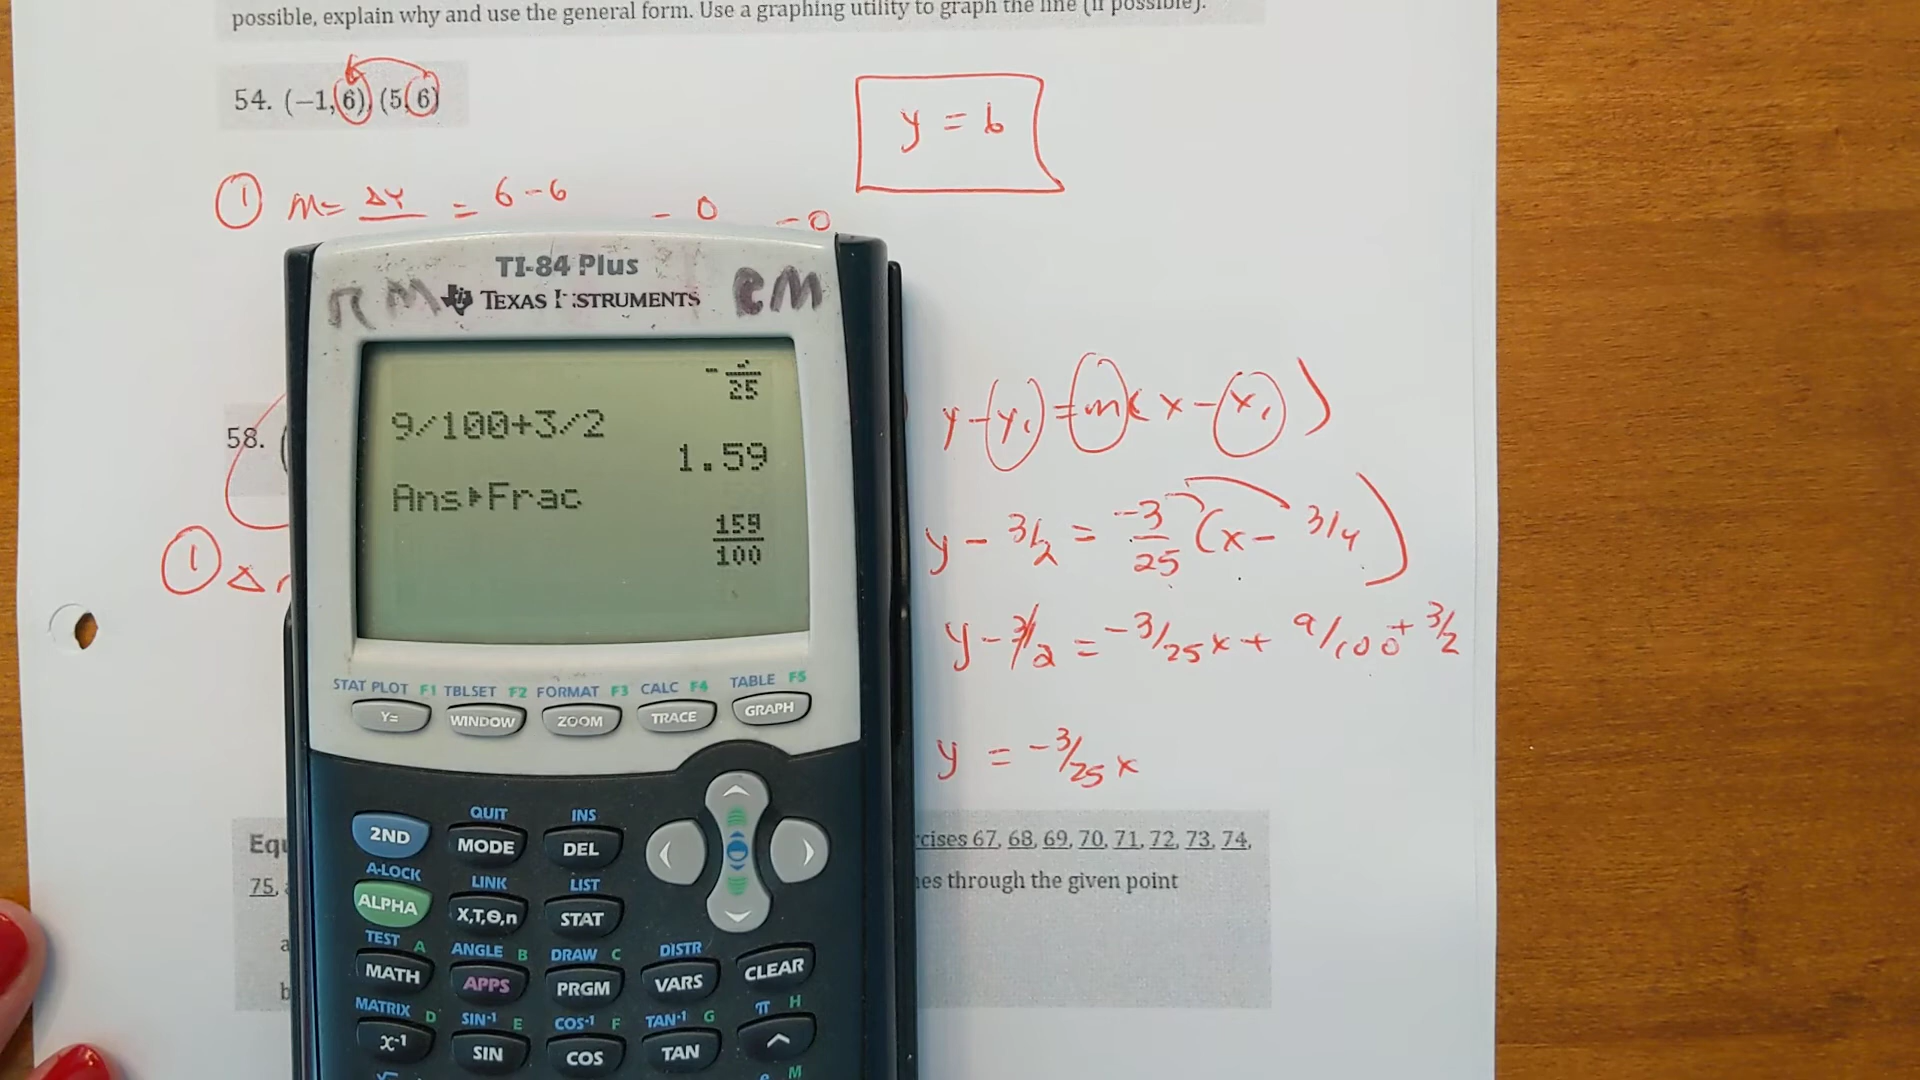 possible, explain why and use the general form. Use a graphing utility to graph the line (if possible).
54. (−1,6), (5,6)
y = 6
① m = Δy = 6 - 6 - 0 - 0
TI-84 Plus
TEXAS INSTRUMENTS
CM
25
9/100+3/2
1.59
Ans▸Frac
159/100
58. (
y - y₁ = m(x - x₁)
y - 3/2 = -3/25 (x - 3/4)
① Δ
y - 3/2 = -3/25 x + 9/100 + 3/2
y = -3/25 x
STAT PLOT F1 TBLSET F2 FORMAT F3 CALC F4 TABLE F5
Y= WINDOW ZOOM TRACE GRAPH
QUIT INS
2ND MODE DEL
A-LOCK LINK LIST
ALPHA X,T,Θ,n STAT
TEST A ANGLE B DRAW C DISTR
MATH APPS PRGM VARS CLEAR
MATRIX D SIN⁻¹ E COS⁻¹ F TAN⁻¹ G π H
x⁻¹ SIN COS TAN ^
M
Equ
cises 67, 68, 69, 70, 71, 72, 73, 74,
75,
es through the given point
a
b